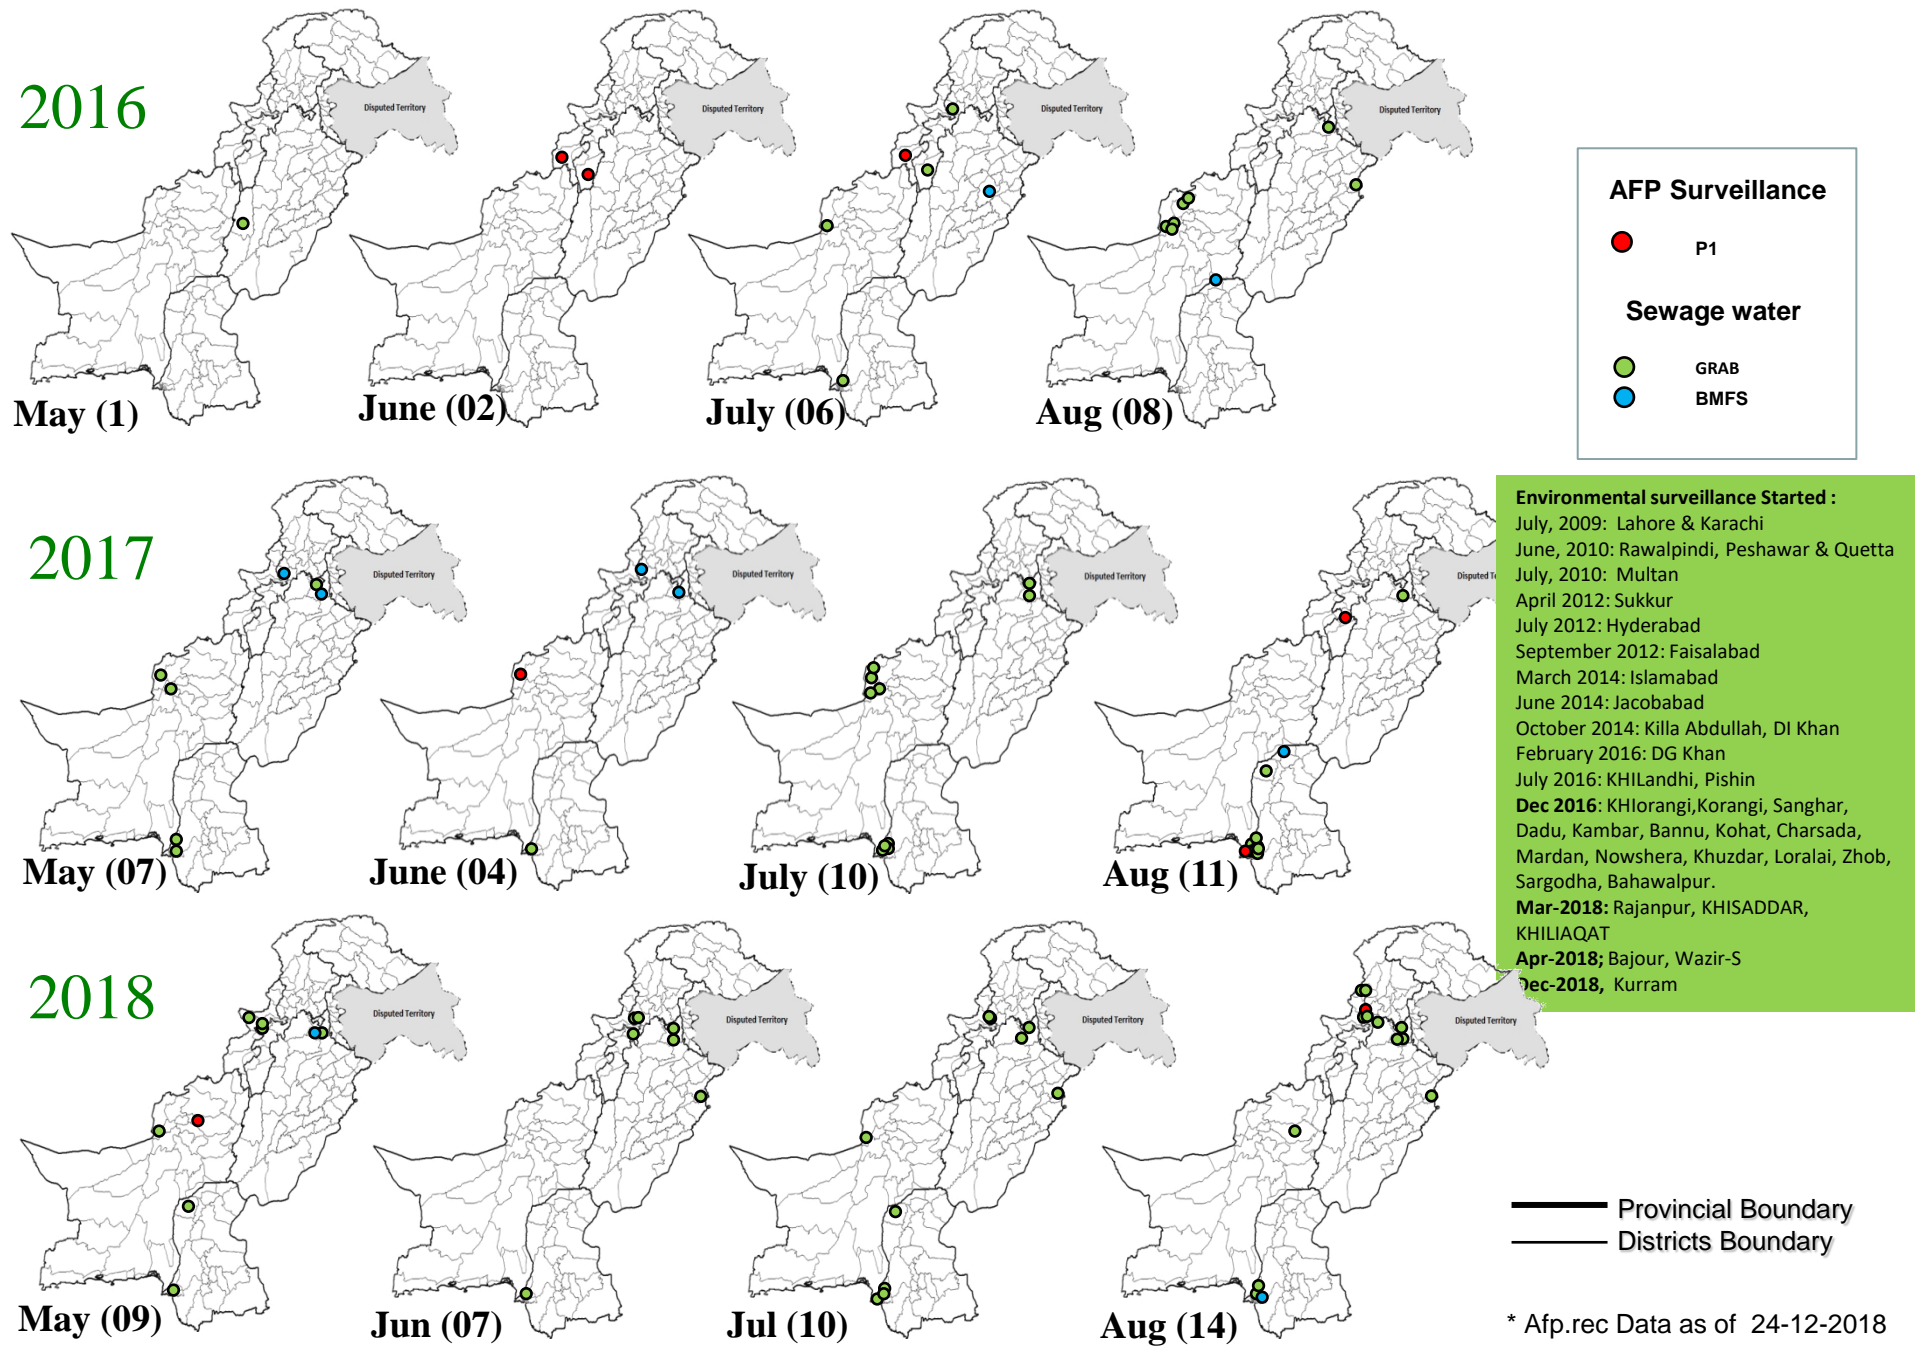 2016
Disputed Territory
Disputed Territory
Disputed Territory
Disputed Territory
May (1)
June (02)
July (06)
Aug (08)
AFP Surveillance
P1
Sewage water
GRAB
BMFS
2017
Disputed Territory
Disputed Territory
Disputed Territory
Disputed Te
May (07)
June (04)
July (10)
Aug (11)
Environmental surveillance Started :
July, 2009: Lahore & Karachi
June, 2010: Rawalpindi, Peshawar & Quetta
July, 2010: Multan
April 2012: Sukkur
July 2012: Hyderabad
September 2012: Faisalabad
March 2014: Islamabad
June 2014: Jacobabad
October 2014: Killa Abdullah, DI Khan
February 2016: DG Khan
July 2016: KHILandhi, Pishin
Dec 2016: KHIorangi,Korangi, Sanghar,
Dadu, Kambar, Bannu, Kohat, Charsada,
Mardan, Nowshera, Khuzdar, Loralai, Zhob,
Sargodha, Bahawalpur.
Mar-2018: Rajanpur, KHISADDAR,
KHILIAQAT
Apr-2018; Bajour, Wazir-S
Dec-2018, Kurram
2018
Disputed Territory
Disputed Territory
Disputed Territory
Disputed Territory
May (09)
Jun (07)
Jul (10)
Aug (14)
Provincial Boundary
Districts Boundary
* Afp.rec Data as of 24-12-2018